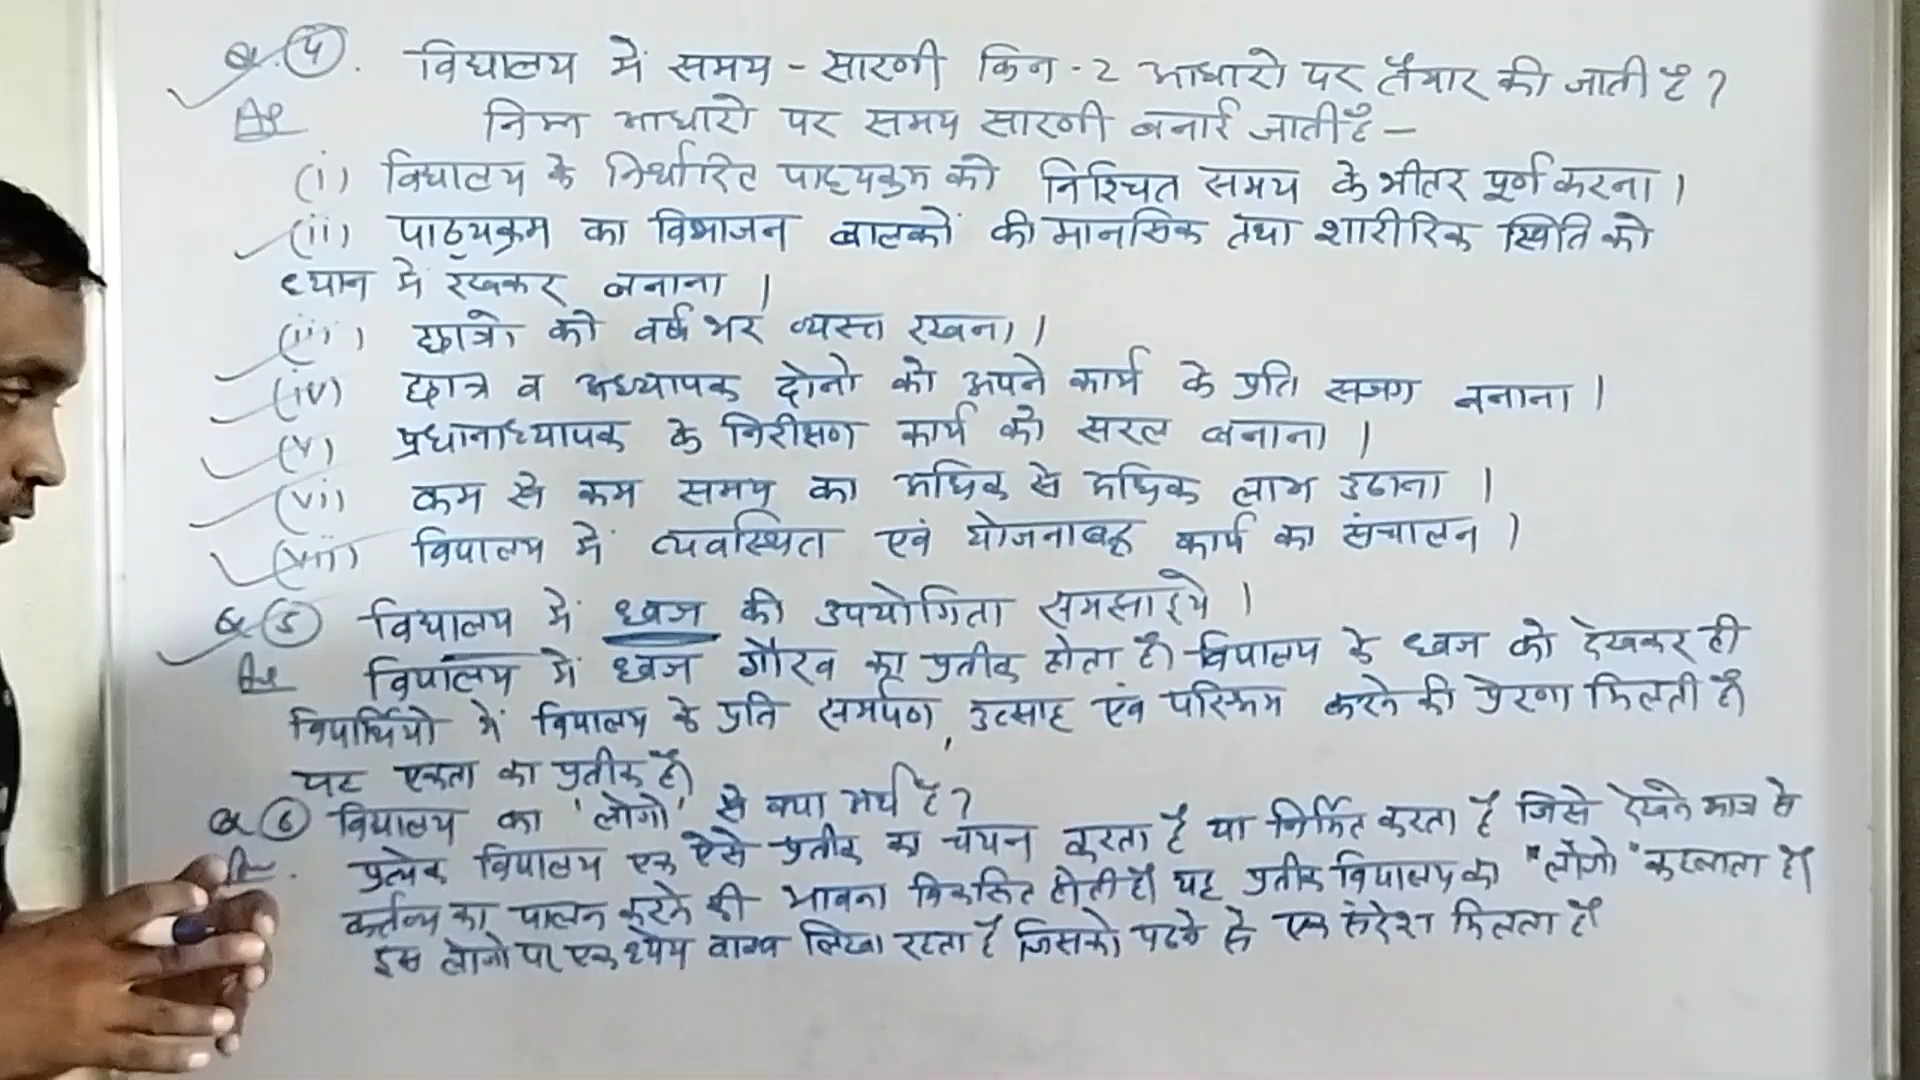 Q. ④. विद्यालय में समय - सारणी किन - 2 आधारो पर तैयार की जाती है ?
निम्न आधारो पर समय सारणी बनाई जाती है –
(i) विद्यालय के निर्धारित पाठ्यक्रम को निश्चित समय के भीतर पूर्ण करना ।
(ii) पाठ्यक्रम का विभाजन बालकों की मानसिक तथा शारीरिक स्थिति को
ध्यान में रखकर बनाना ।
(iii) छात्रो को वर्ष भर व्यस्त रखना ।
(iv) छात्र व अध्यापक दोनो को अपने कार्य के प्रति सजग बनाना ।
(v) प्रधानाध्यापक के निरीक्षण कार्य को सरल बनाना ।
(vi) कम से कम समय का अधिक से अधिक लाभ उठाना ।
(vii) विद्यालय में व्यवस्थित एवं योजनाबद्ध कार्य का संचालन ।
Q ⑤ विद्यालय में ध्वज की उपयोगिता समझाइये ।
विद्यालय में ध्वज गौरव का प्रतीक होता है। विद्यालय के ध्वज को देखकर ही
विद्यार्थियो में विद्यालय के प्रति समर्पण, उत्साह एवं परिश्रम करने की प्रेरणा मिलती है।
यह एकता का प्रतीक है।
Q ⑥ विद्यालय का 'लोगो' से क्या अर्थ है ?
प्रत्येक विद्यालय एक ऐसे प्रतीक का चयन करता है या निर्मित करता है जिसे देखने मात्र से
कर्तव्य का पालन करने की भावना विकसित होती है। यह प्रतीक विद्यालय का "लोगो" कहलाता है।
इस लोगो पर एक ध्येय वाक्य लिखा रहता है जिसको पढने से एक संदेश मिलता है।